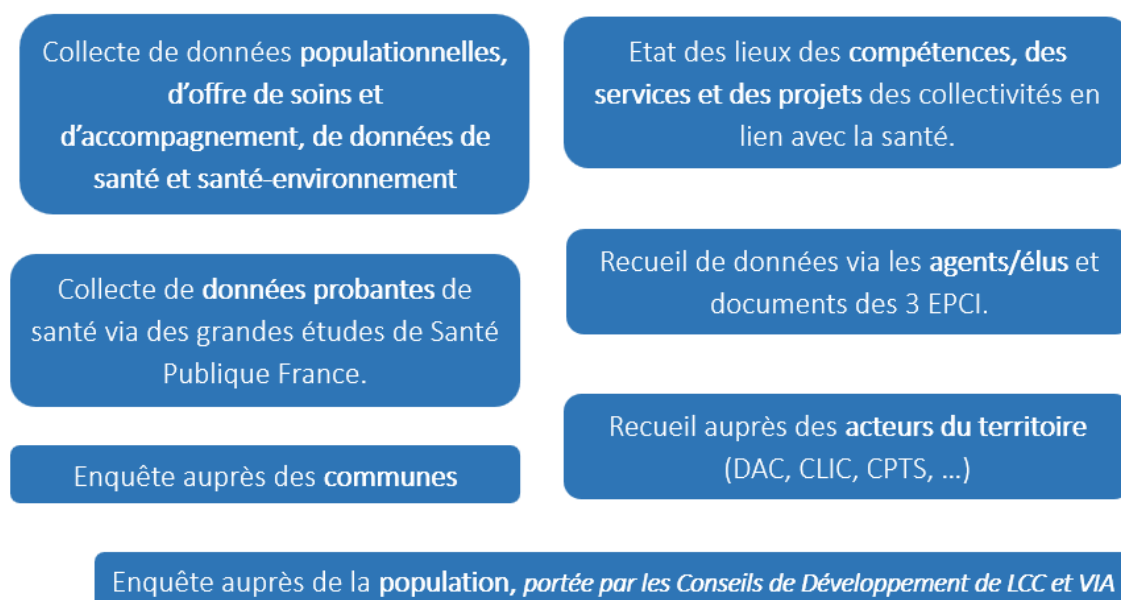 Collecte de données populationnelles,
d’offre de soins et
d’accompagnement, de données de
santé et santé-environnement
Collecte de données probantes de
santé via des grandes études de Santé
Publique France.
Enquête auprès des communes
Etat des lieux des compétences, des
services et des projets des collectivités en
lien avec la santé.
Recueil de données via les agents/élus et
documents des 3 EPCI.
Recueil auprès des acteurs du territoire
(DAC, CLIC, CPTS, …)
Enquête auprès de la population, portée par les Conseils de Développement de LCC et VIA